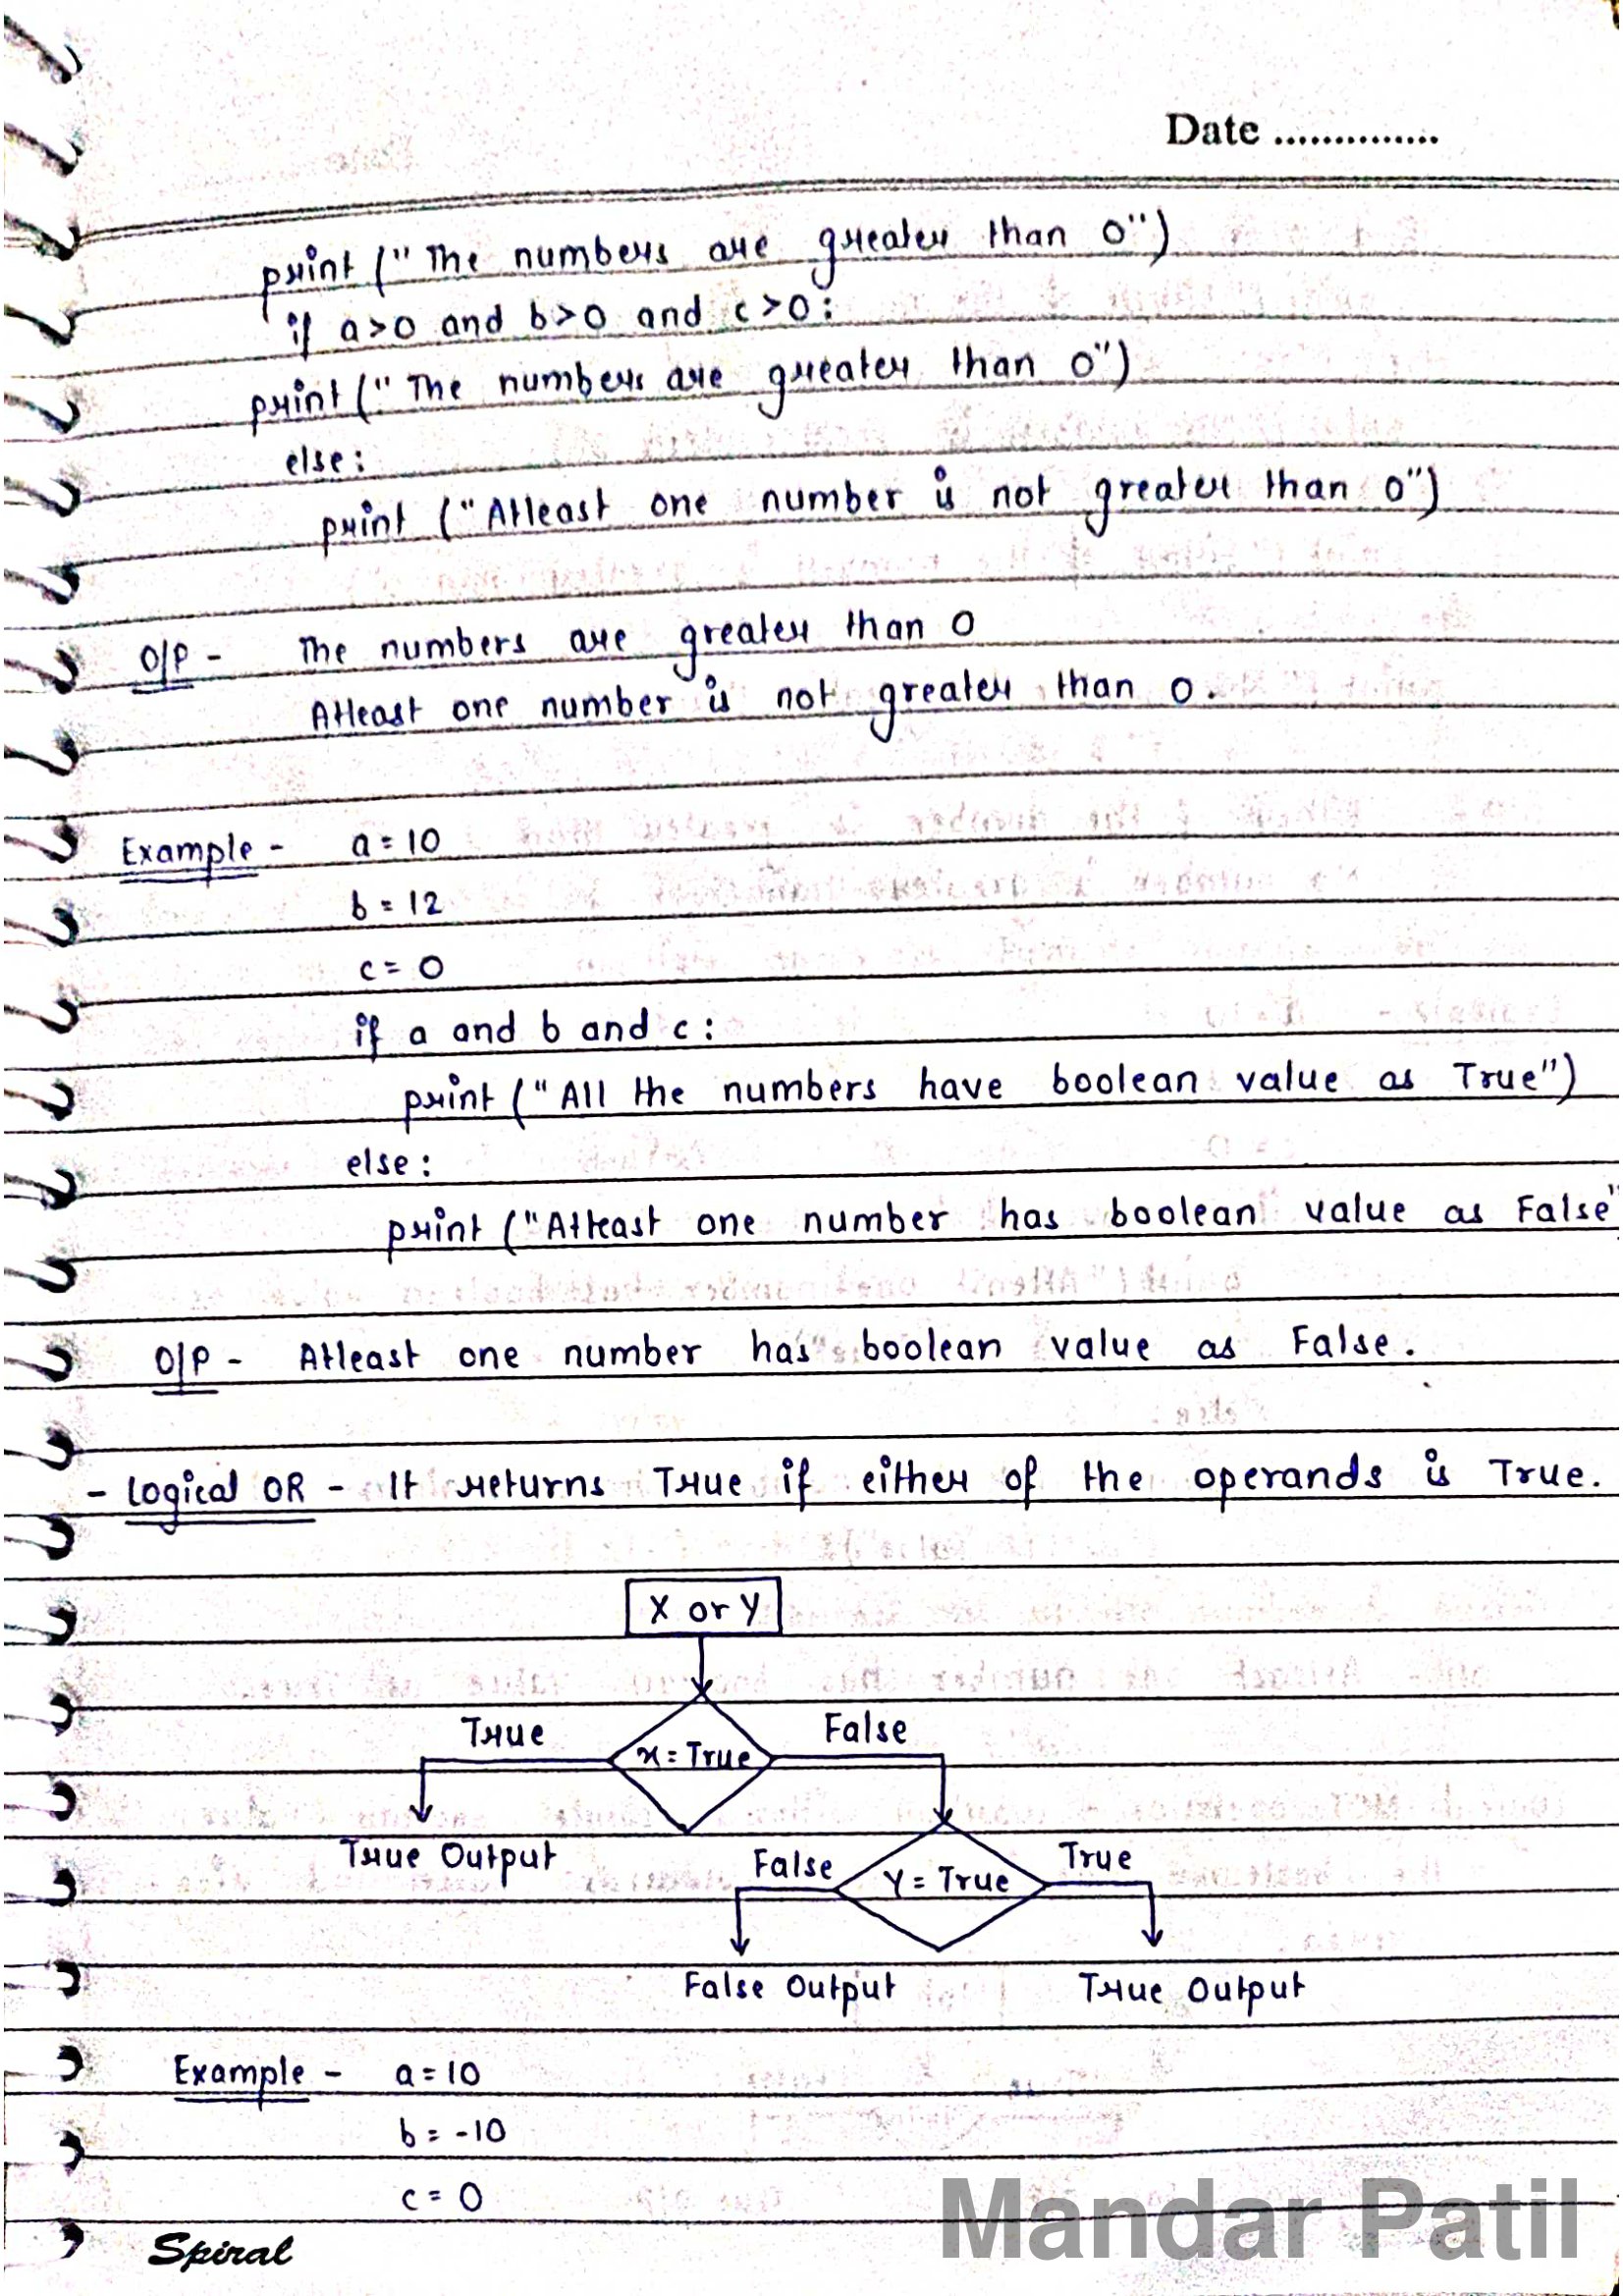 Date ..............
print ("The numbers are greater than 0")
if a>0 and b>0 and c>0:
print ("The numbers are greater than 0")
else:
print ("Atleast one number is not greater than 0")
O/P - The numbers are greater than 0
Atleast one number is not greater than 0.
Example - a = 10
b = 12
c = 0
if a and b and c:
print ("All the numbers have boolean value as True")
else:
print ("Atleast one number has boolean value as False"
O/P - Atleast one number has boolean value as False.
- Logical OR - It returns True if either of the operands is True.
X or Y
True x = True False
True Output
False Y = True True
False Output True Output
Example - a = 10
b = -10
c = 0
Spiral
Mandar Patil